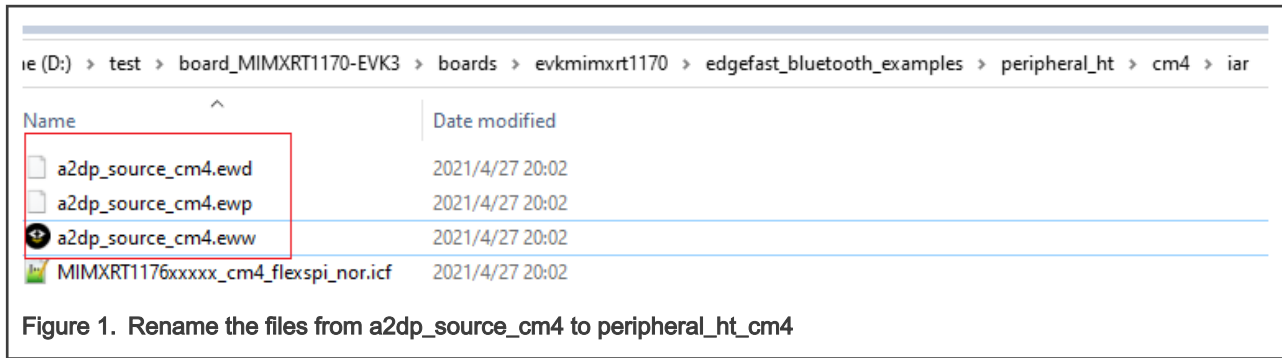 ıe (D:) > test > board_MIMXRT1170-EVK3 > boards > evkmimxrt1170 > edgefast_bluetooth_examples > peripheral_ht > cm4 > iar
Name Date modified
a2dp_source_cm4.ewd 2021/4/27 20:02
a2dp_source_cm4.ewp 2021/4/27 20:02
a2dp_source_cm4.eww 2021/4/27 20:02
MIMXRT1176xxxxx_cm4_flexspi_nor.icf 2021/4/27 20:02
Figure 1. Rename the files from a2dp_source_cm4 to peripheral_ht_cm4